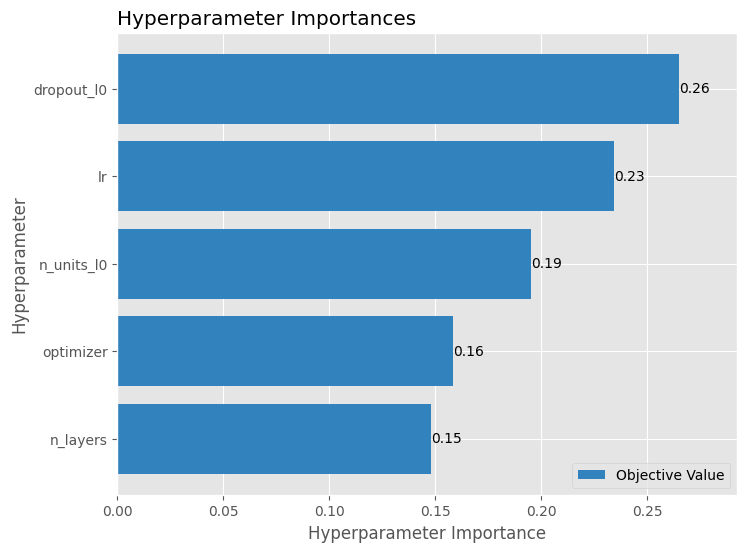 Hyperparameter Importances
Hyperparameter
dropout_l0
0.26
lr
0.23
n_units_l0
0.19
optimizer
0.16
n_layers
0.15
Objective Value
0.00 0.05 0.10 0.15 0.20 0.25
Hyperparameter Importance